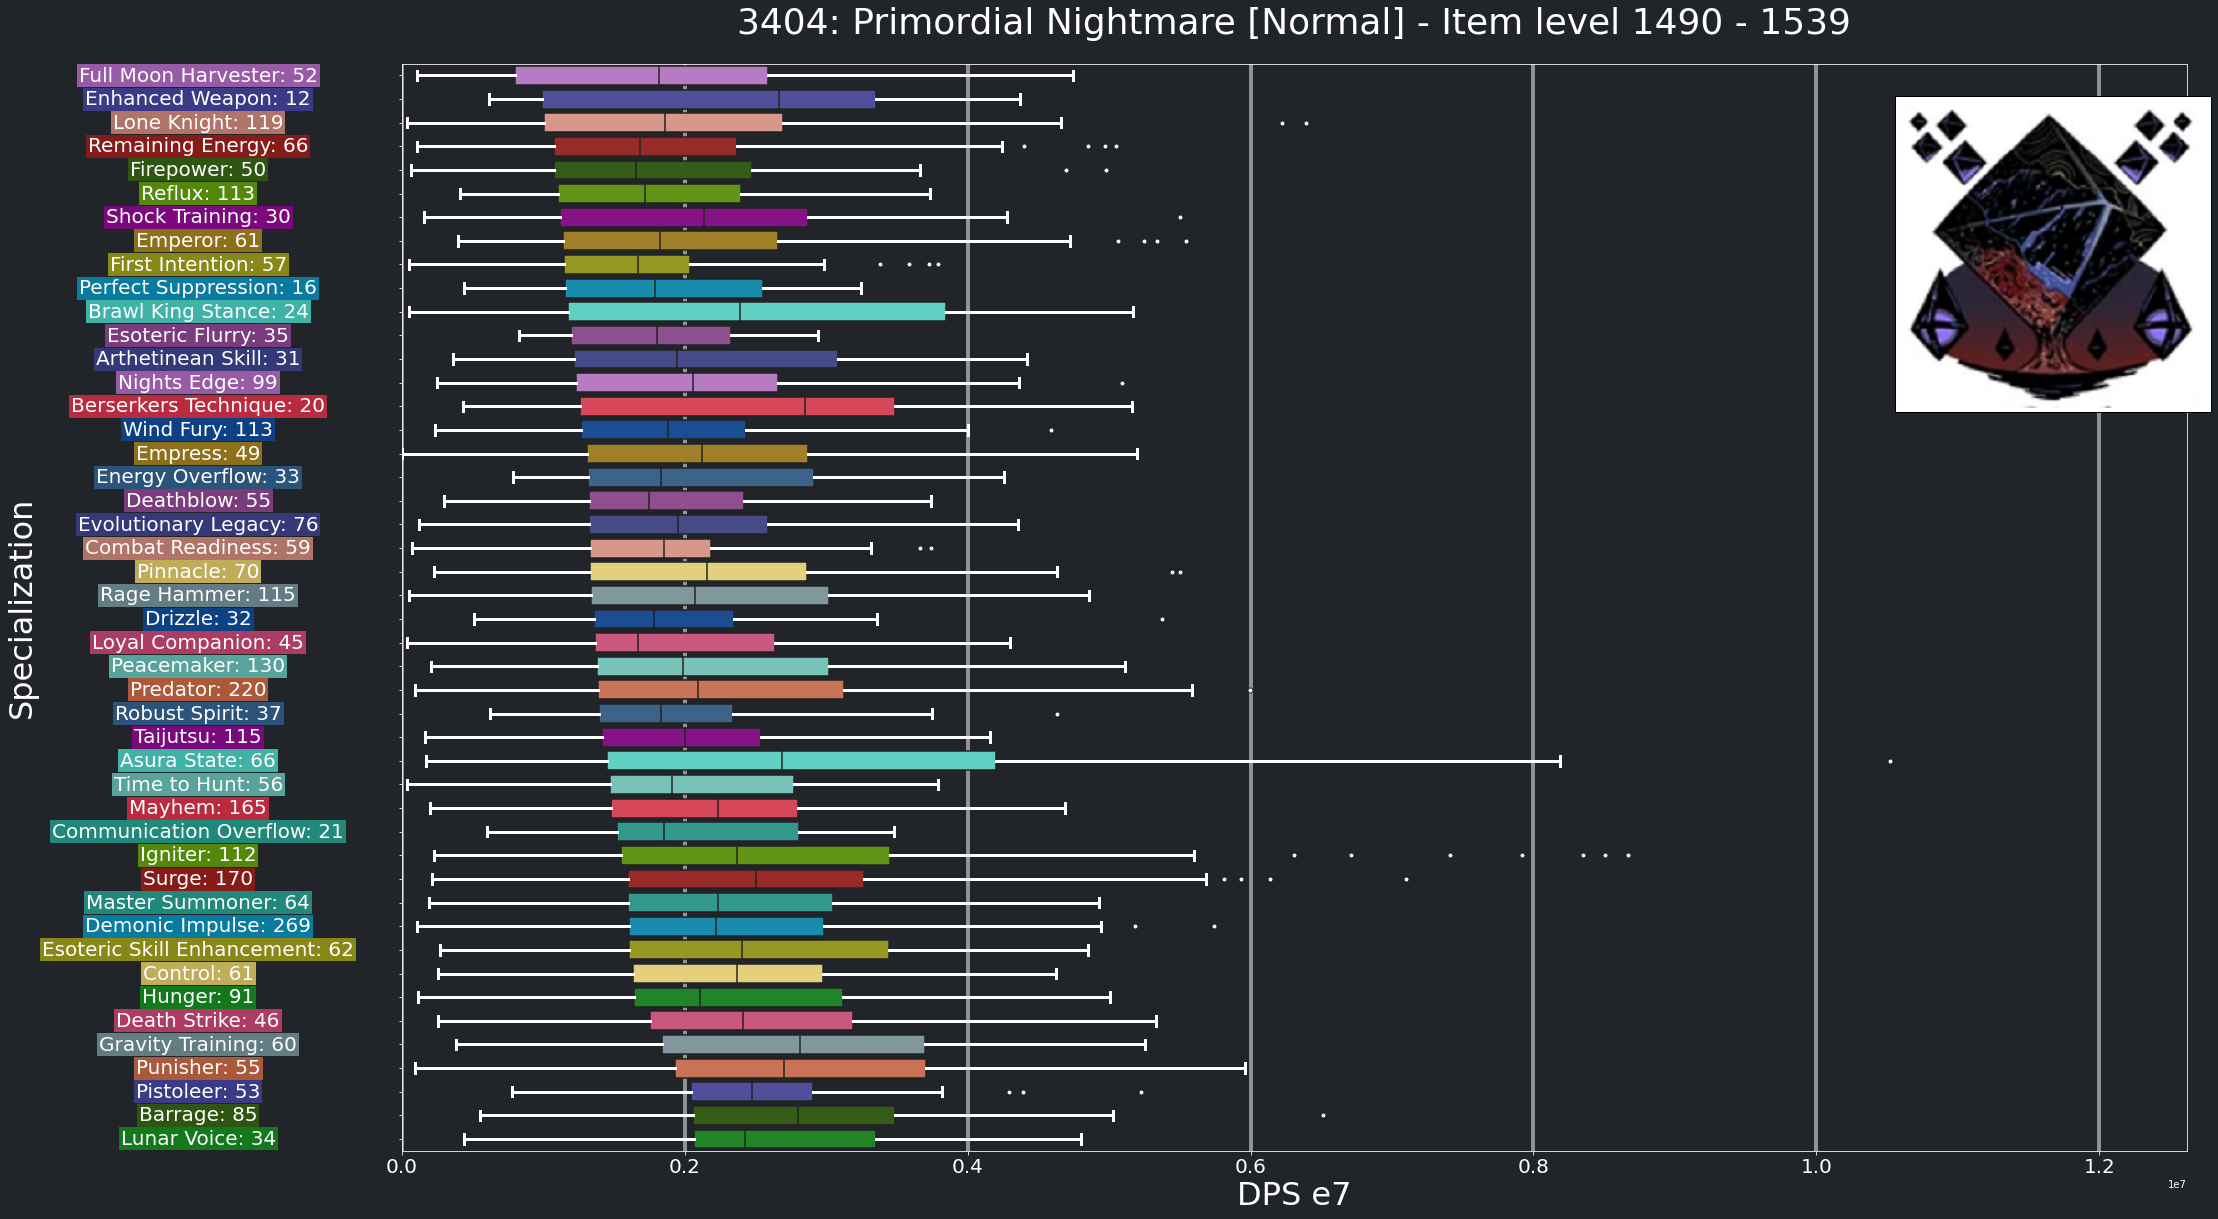 3404: Primordial Nightmare [Normal] - Item level 1490 - 1539
Full Moon Harvester: 52
Enhanced Weapon: 12
Lone Knight: 119
Remaining Energy: 66
Firepower: 50
Reflux: 113
Shock Training: 30
Emperor: 61
First Intention: 57
Perfect Suppression: 16
Brawl King Stance: 24
Esoteric Flurry: 35
Arthetinean Skill: 31
Nights Edge: 99
Berserkers Technique: 20
Wind Fury: 113
Empress: 49
Energy Overflow: 33
Deathblow: 55
Evolutionary Legacy: 76
Combat Readiness: 59
Pinnacle: 70
Rage Hammer: 115
Drizzle: 32
Loyal Companion: 45
Peacemaker: 130
Predator: 220
Robust Spirit: 37
Taijutsu: 115
Asura State: 66
Time to Hunt: 56
Mayhem: 165
Communication Overflow: 21
Igniter: 112
Surge: 170
Master Summoner: 64
Demonic Impulse: 269
Esoteric Skill Enhancement: 62
Control: 61
Hunger: 91
Death Strike: 46
Gravity Training: 60
Punisher: 55
Pistoleer: 53
Barrage: 85
Lunar Voice: 34
Specialization
0.0 0.2 0.4 0.6 0.8 1.0 1.2
DPS e7
1e7